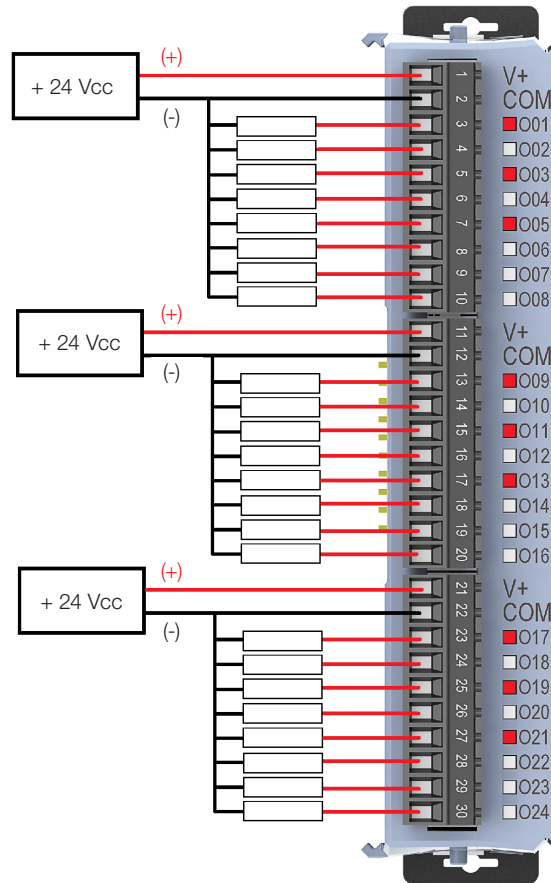 (+)
+ 24 Vcc
(-)
1 V+
2 COM
3 O01
4 O02
5 O03
6 O04
7 O05
8 O06
9 O07
10 O08
(+)
+ 24 Vcc
(-)
11 V+
12 COM
13 O09
14 O10
15 O11
16 O12
17 O13
18 O14
19 O15
20 O16
(+)
+ 24 Vcc
(-)
21 V+
22 COM
23 O17
24 O18
25 O19
26 O20
27 O21
28 O22
29 O23
30 O24